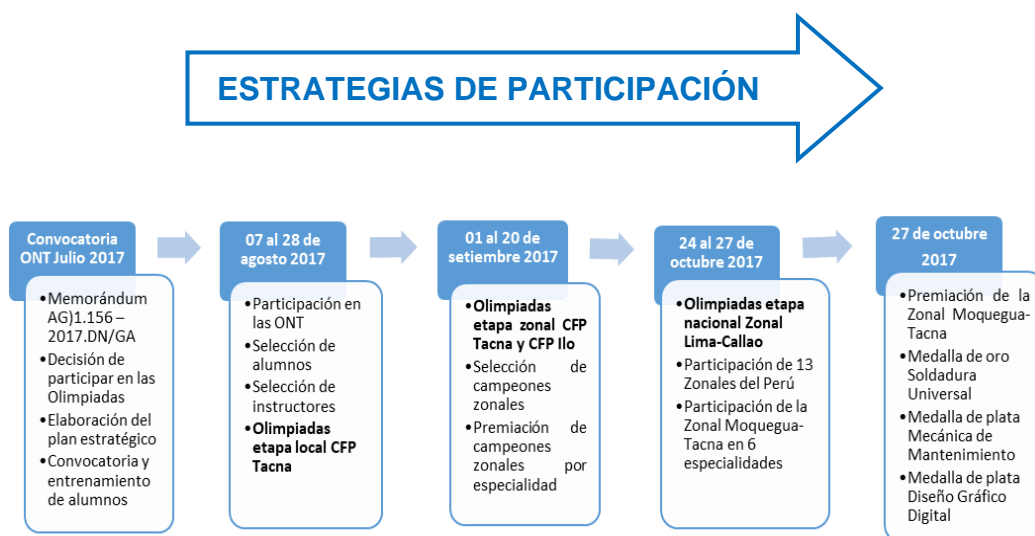 ESTRATEGIAS DE PARTICIPACIÓN
Convocatoria
ONT Julio 2017
•Memorándum
AG)1.156 –
2017.DN/GA
•Decisión de
participar en las
Olimpiadas
•Elaboración del
plan estratégico
•Convocatoria y
entrenamiento
de alumnos
07 al 28 de
agosto 2017
•Participación en
las ONT
•Selección de
alumnos
•Selección de
instructores
•Olimpiadas
etapa local CFP
Tacna
01 al 20 de
setiembre 2017
•Olimpiadas
etapa zonal CFP
Tacna y CFP Ilo
•Selección de
campeones
zonales
•Premiación de
campeones
zonales por
especialidad
24 al 27 de
octubre 2017
•Olimpiadas etapa
nacional Zonal
Lima-Callao
•Participación de 13
Zonales del Perú
•Participación de la
Zonal Moquegua-
Tacna en 6
especialidades
27 de octubre
2017
•Premiación de la
Zonal Moquegua-
Tacna
•Medalla de oro
Soldadura
Universal
•Medalla de plata
Mecánica de
Mantenimiento
•Medalla de plata
Diseño Gráfico
Digital